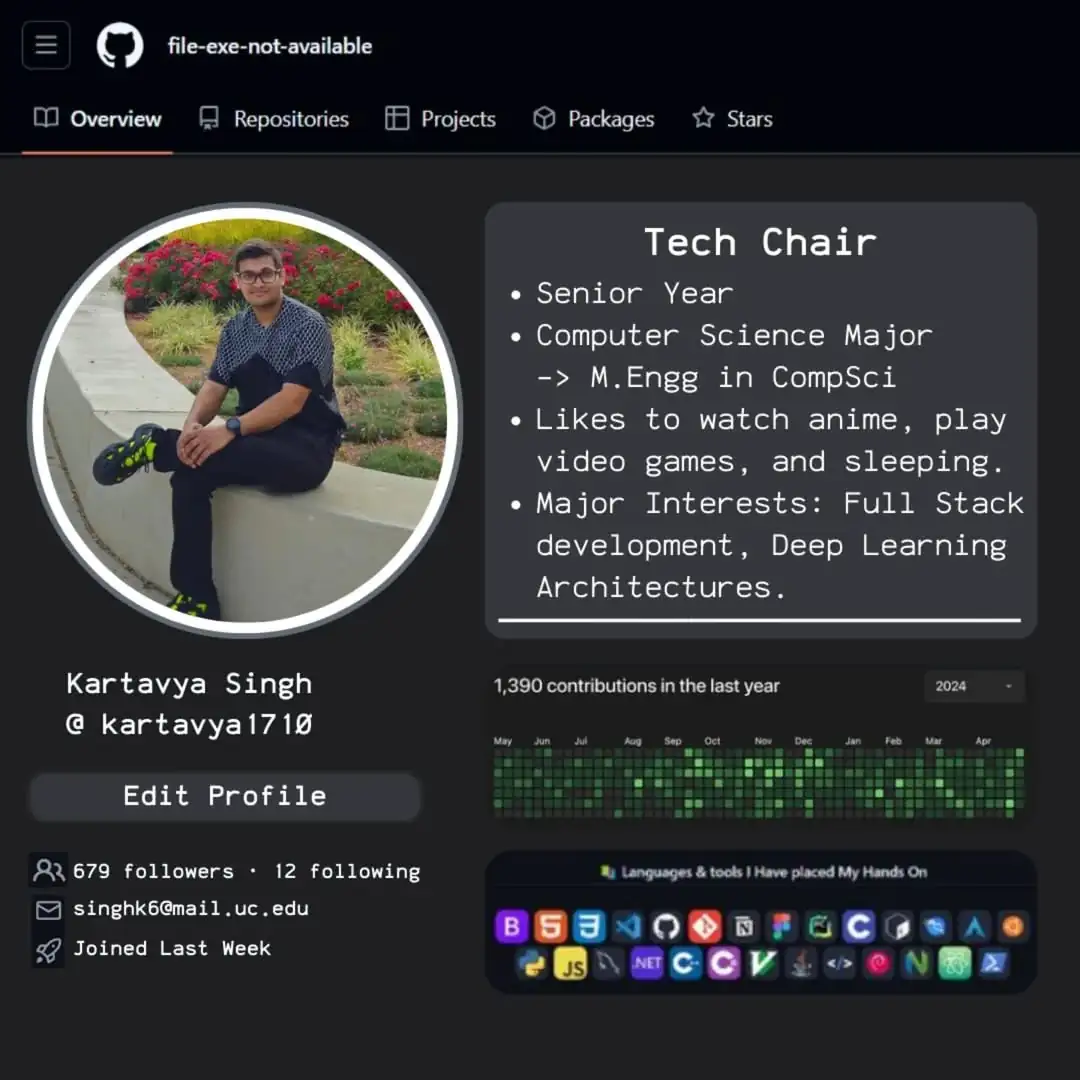 file-exe-not-available
Overview
Repositories
Projects
Packages
Stars
Tech Chair
• Senior Year
• Computer Science Major
-> M.Engg in CompSci
• Likes to watch anime, play
video games, and sleeping.
• Major Interests: Full Stack
development, Deep Learning
Architectures.
Kartavya Singh
@ kartavya1710
Edit Profile
679 followers · 12 following
singhk6@mail.uc.edu
Joined Last Week
1,390 contributions in the last year
2024
May Jun Jul Aug Sep Oct Nov Dec Jan Feb Mar Apr
Languages & tools I Have placed My Hands On
B 5 3 N C
JS .NET C++ C# V </> N